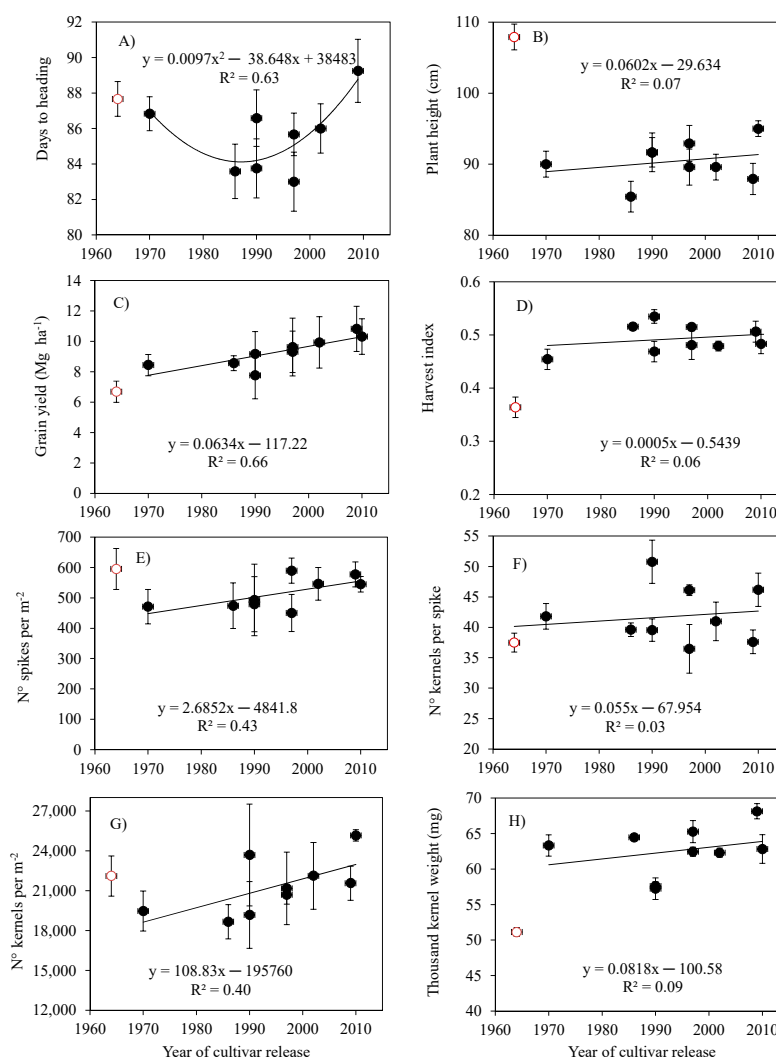 A)
y = 0.0097x² – 38.648x + 38483
R² = 0.63
Days to heading
92
90
88
86
84
82
80
1960 1970 1980 1990 2000 2010
B)
y = 0.0602x – 29.634
R² = 0.07
Plant height (cm)
110
100
90
80
1960 1970 1980 1990 2000 2010
C)
y = 0.0634x – 117.22
R² = 0.66
Grain yield (Mg ha⁻¹)
14
12
10
8
6
4
2
0
1960 1970 1980 1990 2000 2010
D)
y = 0.0005x – 0.5439
R² = 0.06
Harvest index
0.6
0.5
0.4
0.3
0.2
1960 1970 1980 1990 2000 2010
E)
y = 2.6852x – 4841.8
R² = 0.43
N° spikes per m⁻²
700
600
500
400
300
200
100
0
1960 1970 1980 1990 2000 2010
F)
y = 0.055x – 67.954
R² = 0.03
N° kernels per spike
55
50
45
40
35
30
25
20
1960 1970 1980 1990 2000 2010
G)
y = 108.83x – 195760
R² = 0.40
N° kernels per m⁻²
27,000
24,000
21,000
18,000
15,000
12,000
1960 1970 1980 1990 2000 2010
Year of cultivar release
H)
y = 0.0818x – 100.58
R² = 0.09
Thousand kernel weight (mg)
70
65
60
55
50
45
40
1960 1970 1980 1990 2000 2010
Year of cultivar release